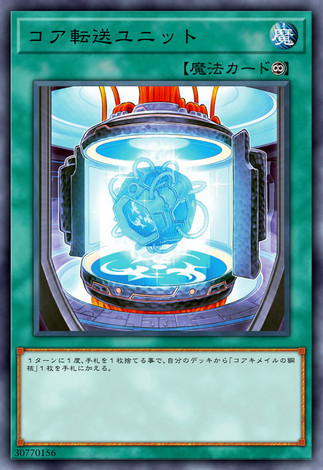 コア転送ユニット
魔
【魔法カード♾】
１ターンに１度、手札を１枚捨てる事で、自分のデッキから「コアキメイルの鋼
核」１枚を手札に加える。
30770156